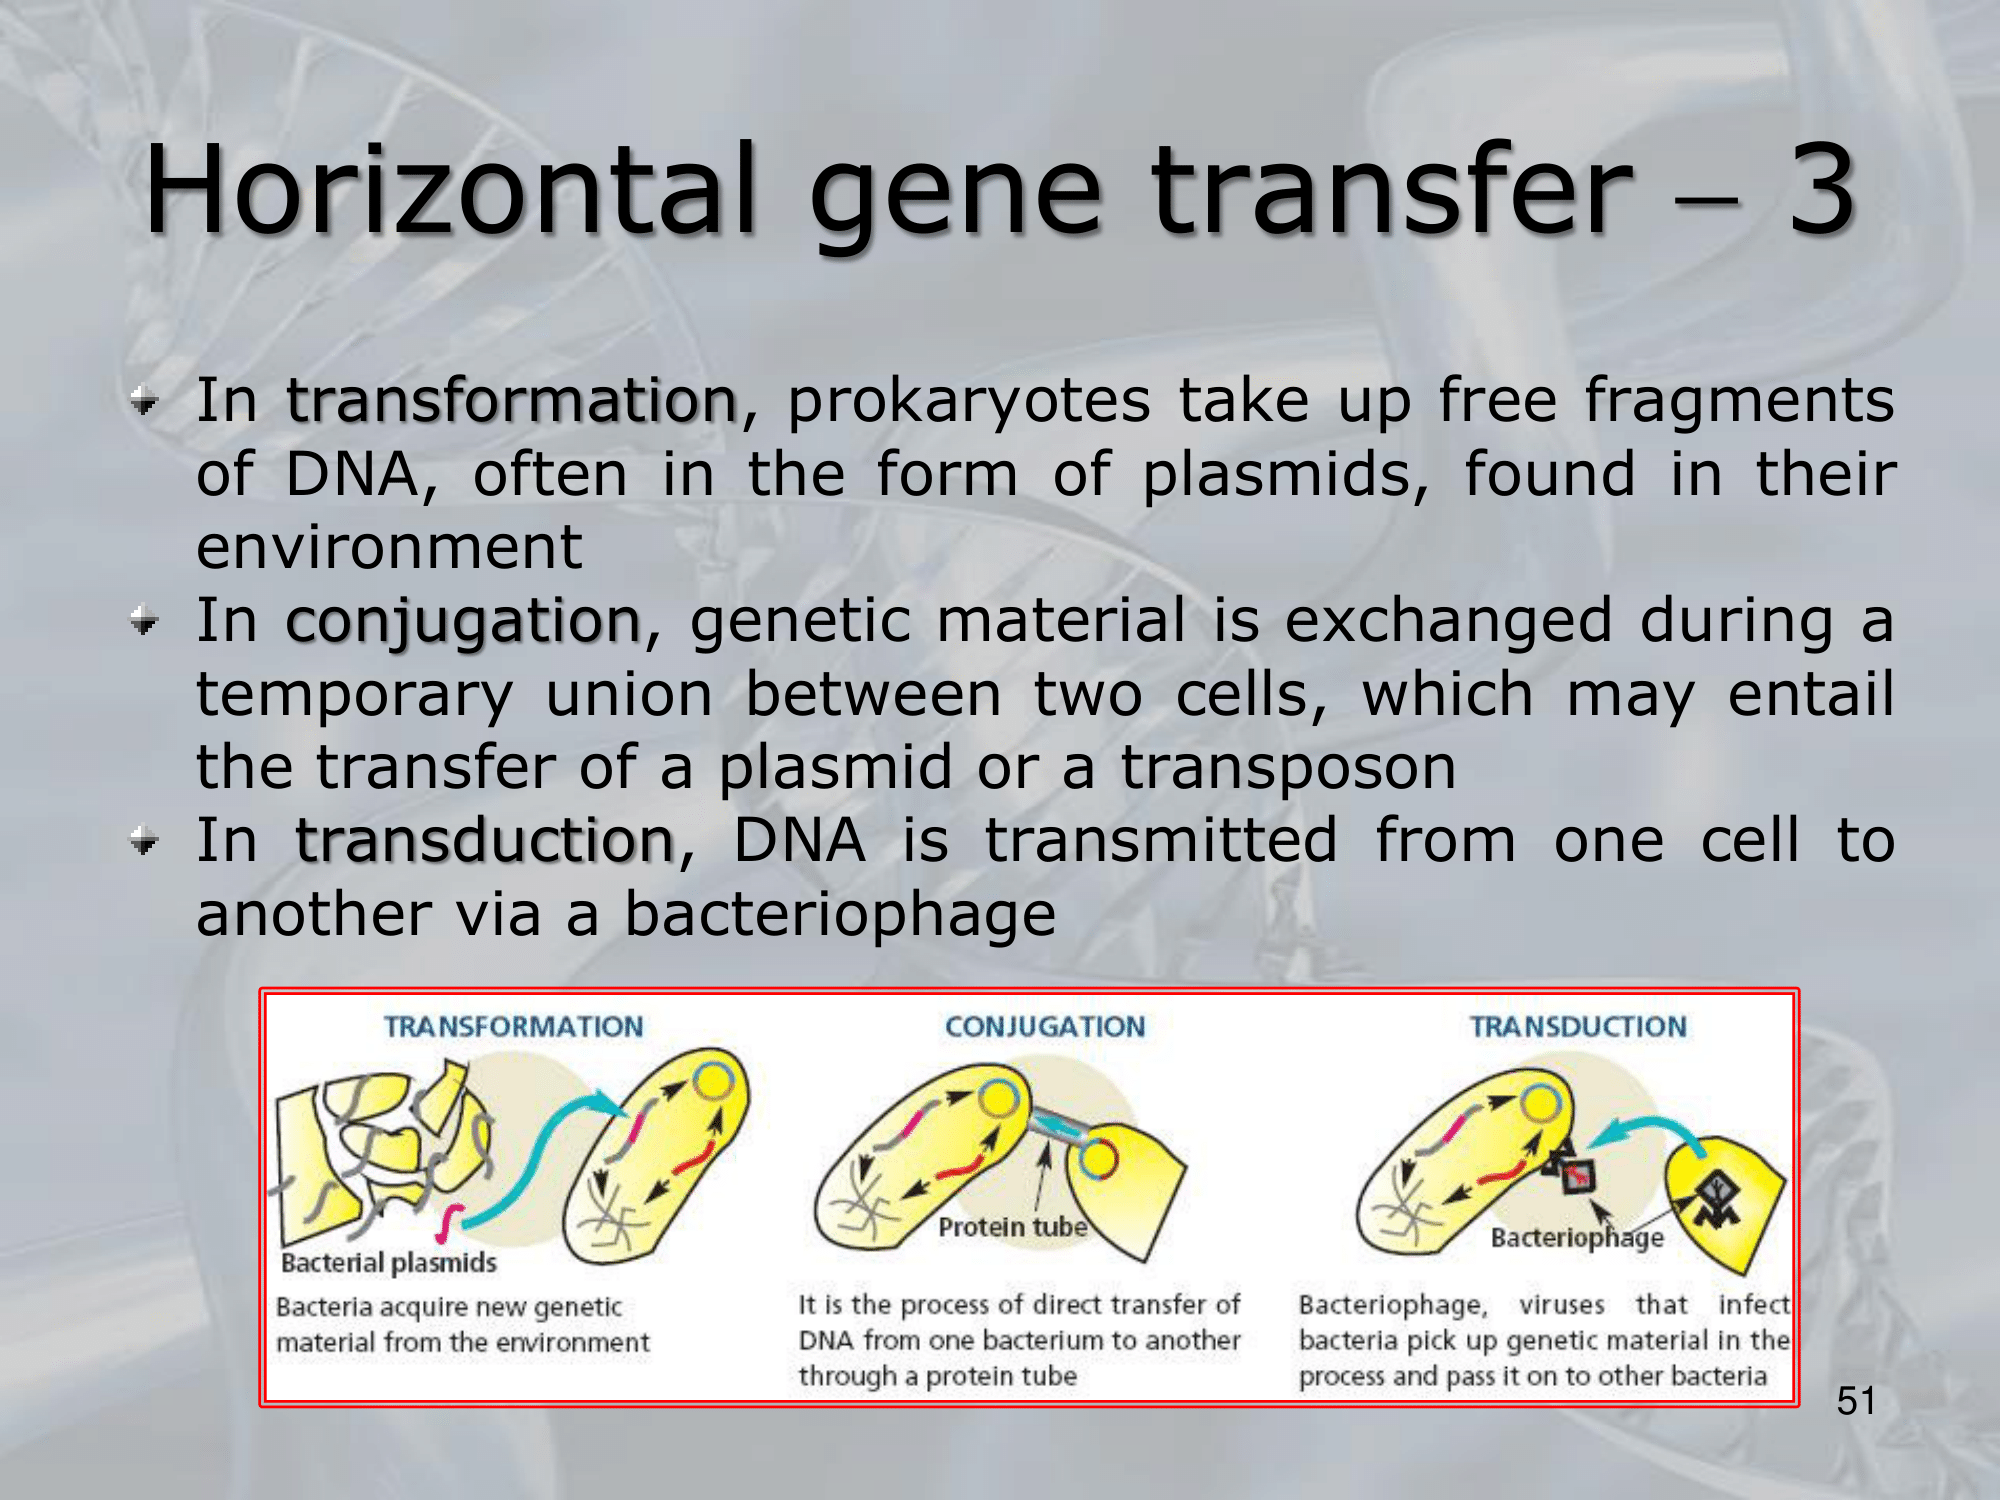 Horizontal gene transfer – 3
In transformation, prokaryotes take up free fragments
of DNA, often in the form of plasmids, found in their
environment
In conjugation, genetic material is exchanged during a
temporary union between two cells, which may entail
the transfer of a plasmid or a transposon
In transduction, DNA is transmitted from one cell to
another via a bacteriophage
TRANSFORMATION
Bacterial plasmids
Bacteria acquire new genetic
material from the environment
CONJUGATION
Protein tube
It is the process of direct transfer of
DNA from one bacterium to another
through a protein tube
TRANSDUCTION
Bacteriophage
Bacteriophage, viruses that infect
bacteria pick up genetic material in the
process and pass it on to other bacteria
51